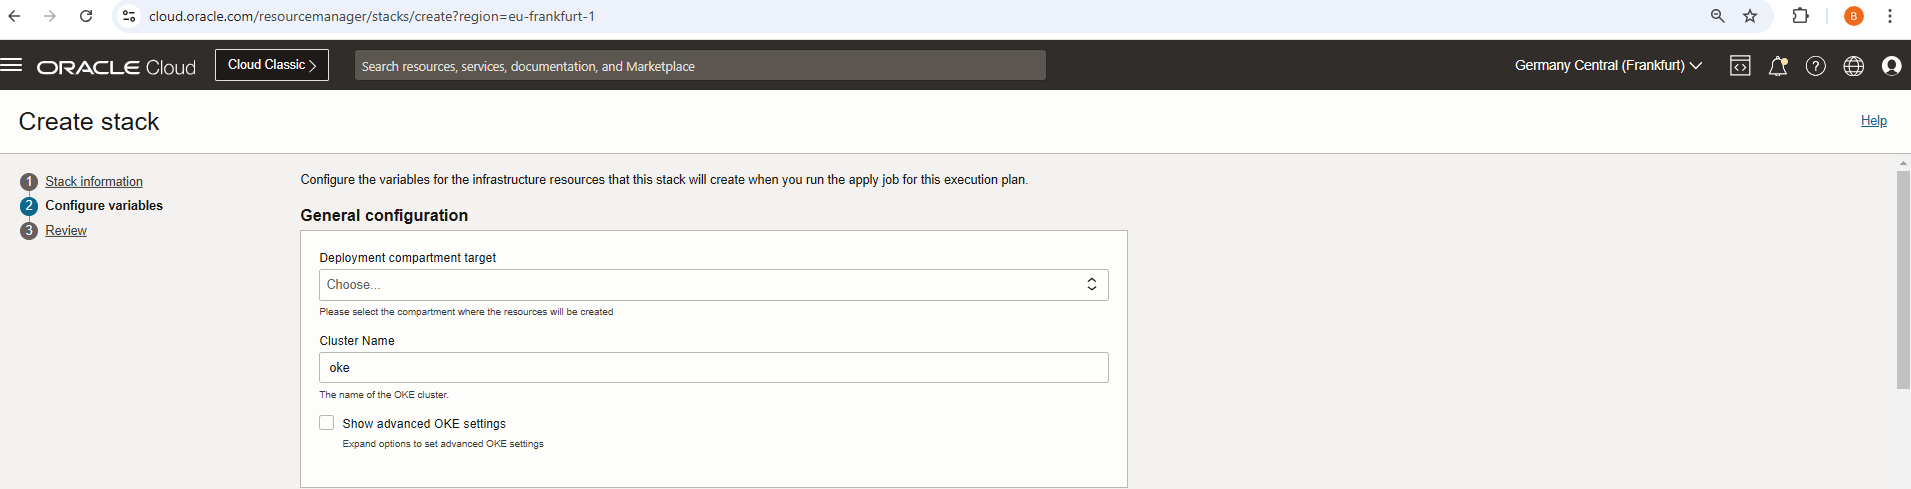 cloud.oracle.com/resourcemanager/stacks/create?region=eu-frankfurt-1
B
ORACLE Cloud
Cloud Classic
Search resources, services, documentation, and Marketplace
Germany Central (Frankfurt)
Create stack
Help
1 Stack information
2 Configure variables
3 Review
Configure the variables for the infrastructure resources that this stack will create when you run the apply job for this execution plan.
General configuration
Deployment compartment target
Choose...
Please select the compartment where the resources will be created
Cluster Name
oke
The name of the OKE cluster.
Show advanced OKE settings
Expand options to set advanced OKE settings